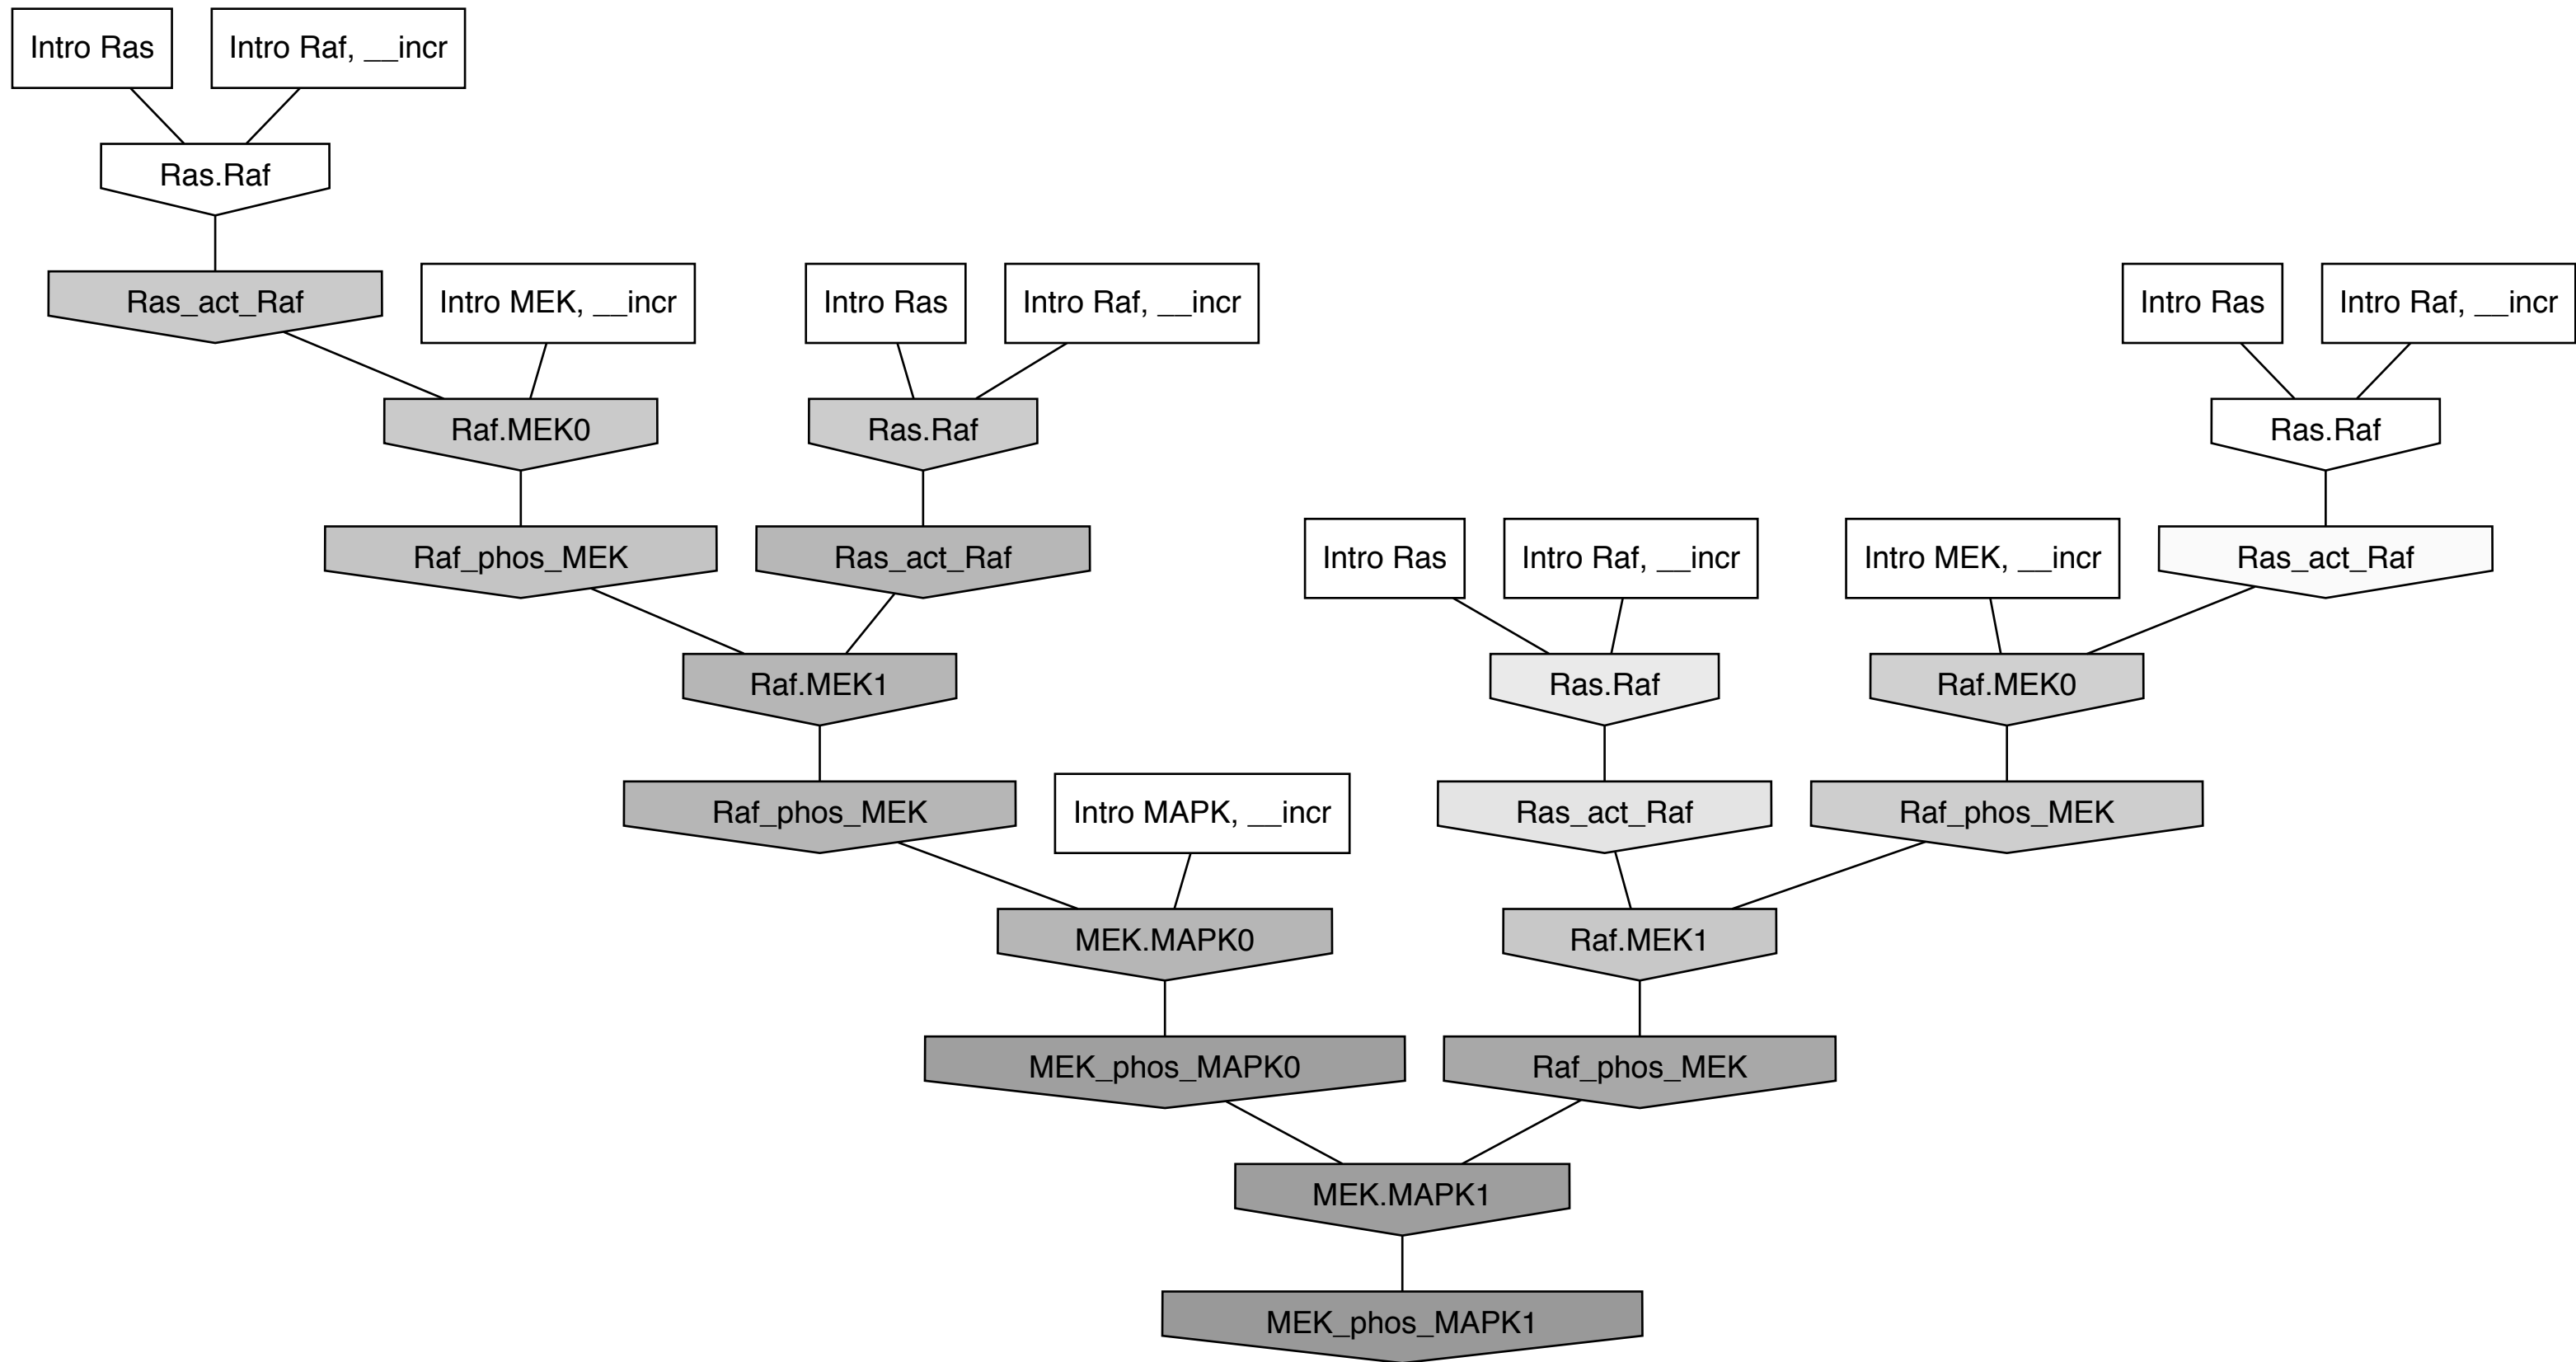 Intro Ras
Intro Raf, __incr
Ras.Raf
Ras_act_Raf
Intro MEK, __incr
Intro Ras
Intro Raf, __incr
Intro Ras
Intro Raf, __incr
Raf.MEK0
Ras.Raf
Ras.Raf
Raf_phos_MEK
Ras_act_Raf
Intro Ras
Intro Raf, __incr
Intro MEK, __incr
Ras_act_Raf
Raf.MEK1
Ras.Raf
Raf.MEK0
Raf_phos_MEK
Intro MAPK, __incr
Ras_act_Raf
Raf_phos_MEK
MEK.MAPK0
Raf.MEK1
MEK_phos_MAPK0
Raf_phos_MEK
MEK.MAPK1
MEK_phos_MAPK1